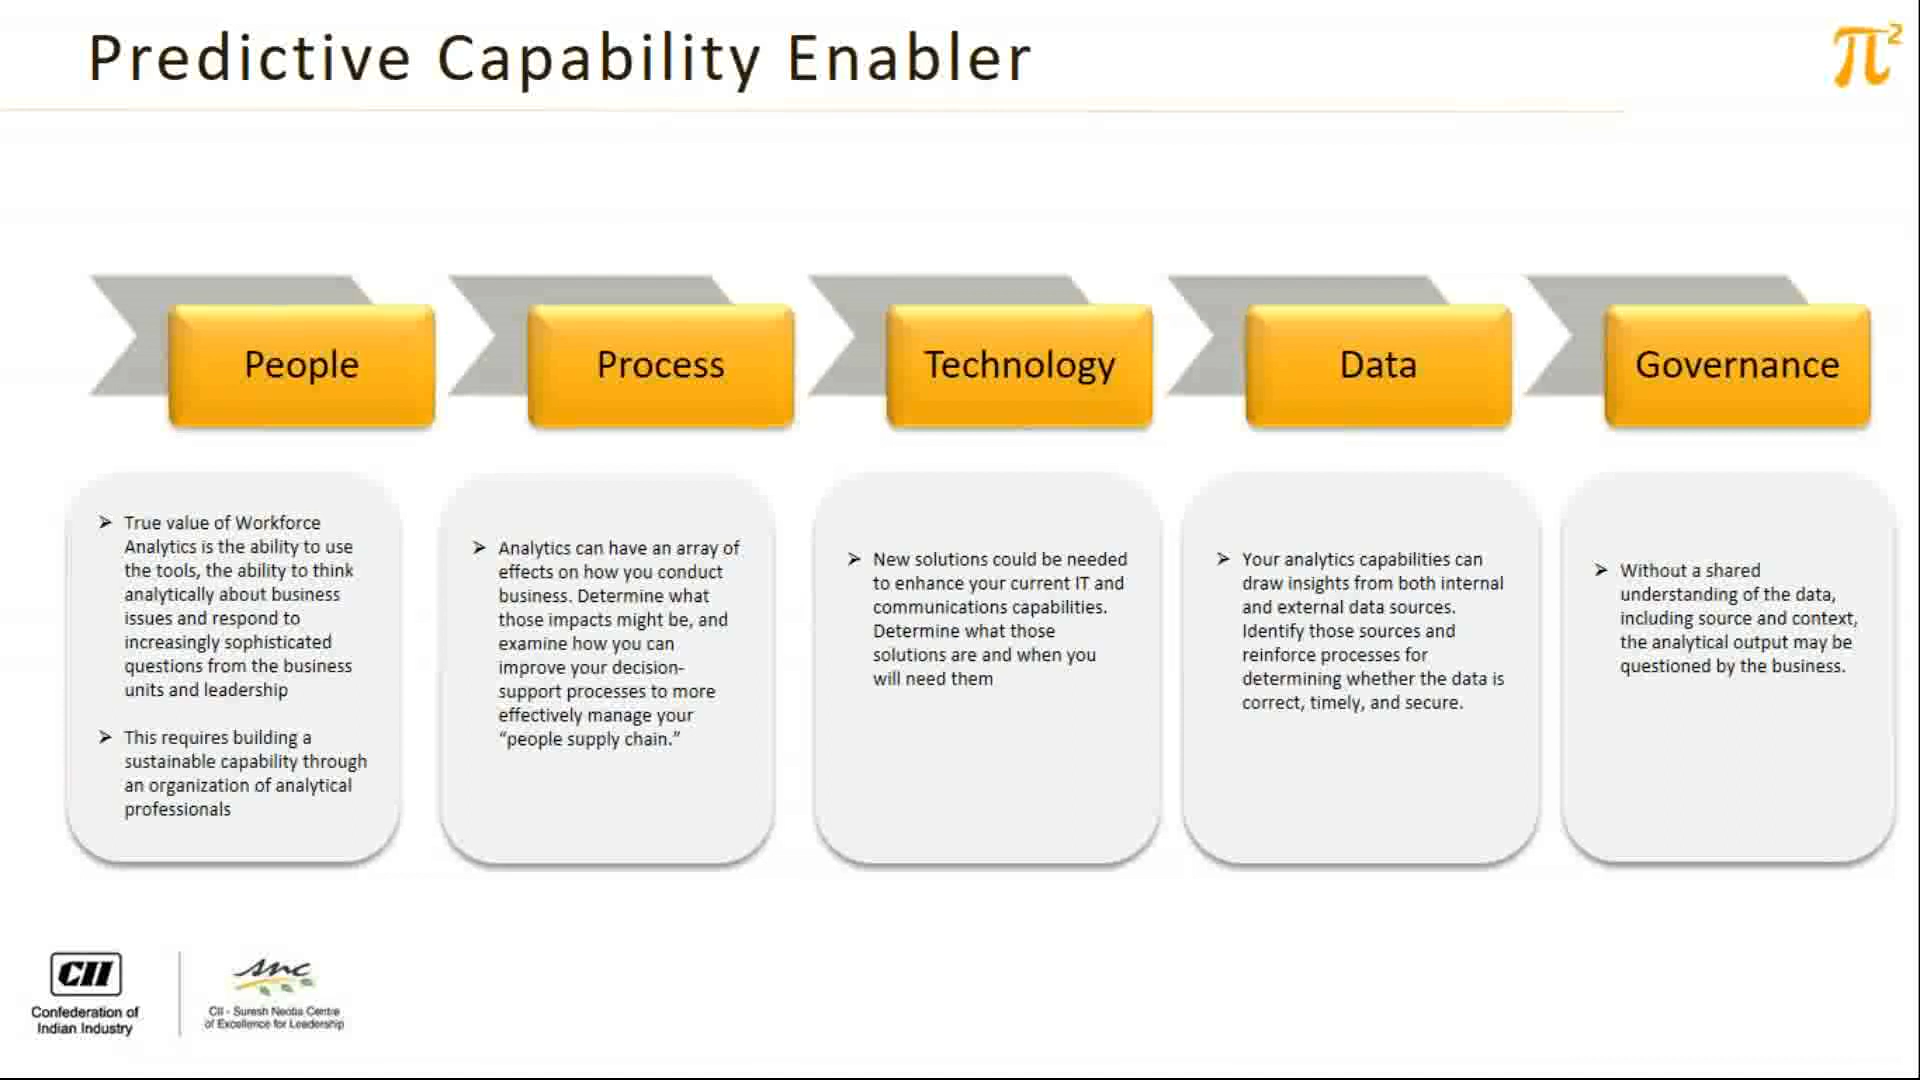 Predictive Capability Enabler
π²
People
Process
Technology
Data
Governance
➢ True value of Workforce
Analytics is the ability to use
the tools, the ability to think
analytically about business
issues and respond to
increasingly sophisticated
questions from the business
units and leadership
➢ This requires building a
sustainable capability through
an organization of analytical
professionals
➢ Analytics can have an array of
effects on how you conduct
business. Determine what
those impacts might be, and
examine how you can
improve your decision-
support processes to more
effectively manage your
“people supply chain.”
➢ New solutions could be needed
to enhance your current IT and
communications capabilities.
Determine what those
solutions are and when you
will need them
➢ Your analytics capabilities can
draw insights from both internal
and external data sources.
Identify those sources and
reinforce processes for
determining whether the data is
correct, timely, and secure.
➢ Without a shared
understanding of the data,
including source and context,
the analytical output may be
questioned by the business.
CII
Confederation of
Indian Industry
snc
CII - Suresh Neotia Centre
of Excellence for Leadership